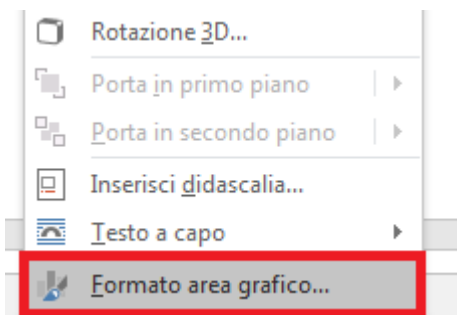 Rotazione 3D...
Porta in primo piano
Porta in secondo piano
Inserisci didascalia...
Testo a capo
Formato area grafico...